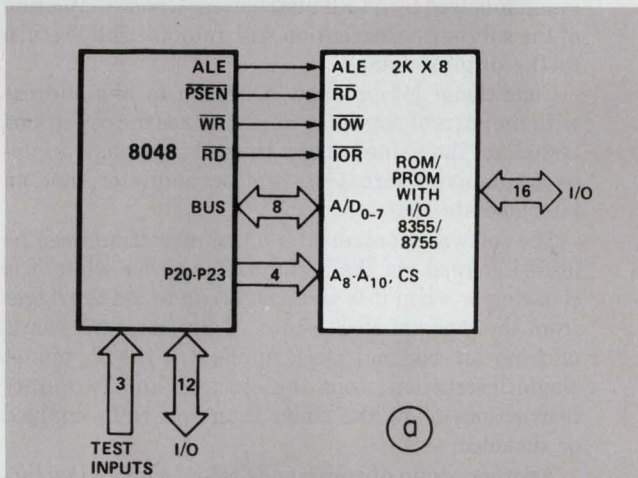 ALE ALE 2K X 8
PSEN RD
WR IOW
8048
RD IOR
ROM/
PROM
WITH
I/O
8355/
8755
16 I/O
BUS 8 A/D0-7
P20-P23 4 A8-A10, CS
3 12
TEST
INPUTS
I/O
a